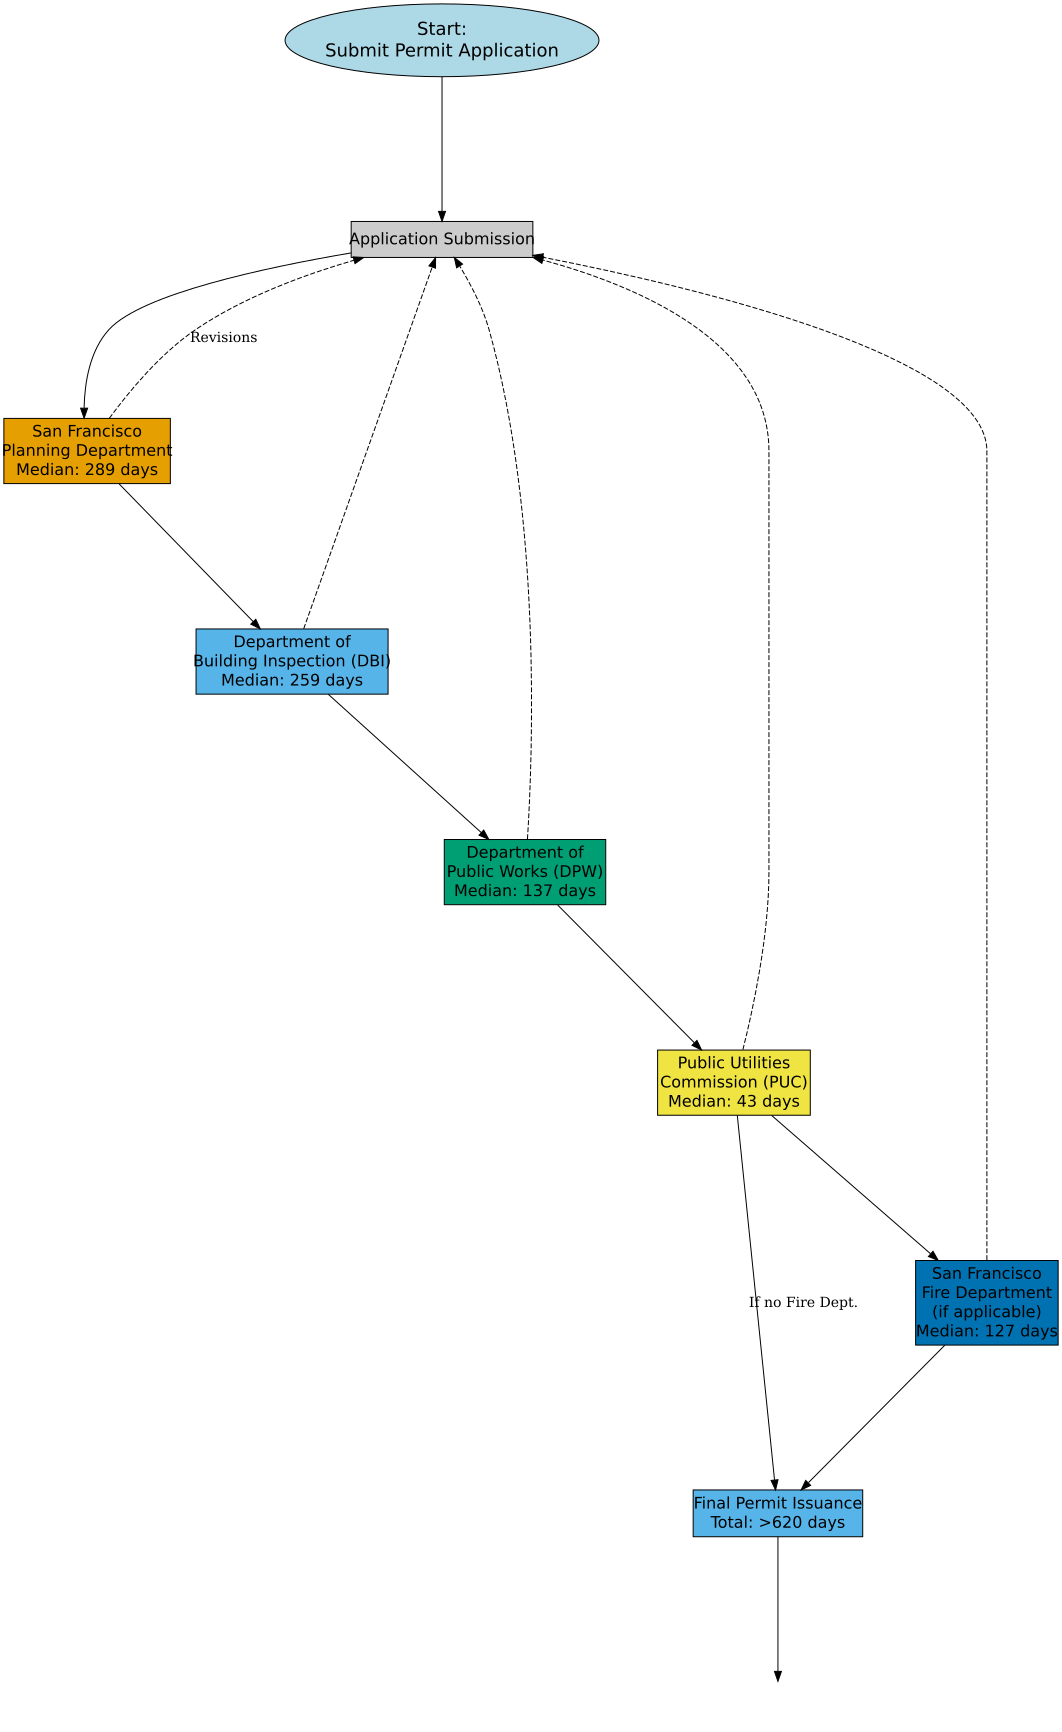 Start:
Submit Permit Application
Application Submission
Revisions
San Francisco
Planning Department
Median: 289 days
Department of
Building Inspection (DBI)
Median: 259 days
Department of
Public Works (DPW)
Median: 137 days
Public Utilities
Commission (PUC)
Median: 43 days
San Francisco
Fire Department
(if applicable)
Median: 127 days
If no Fire Dept.
Final Permit Issuance
Total: >620 days